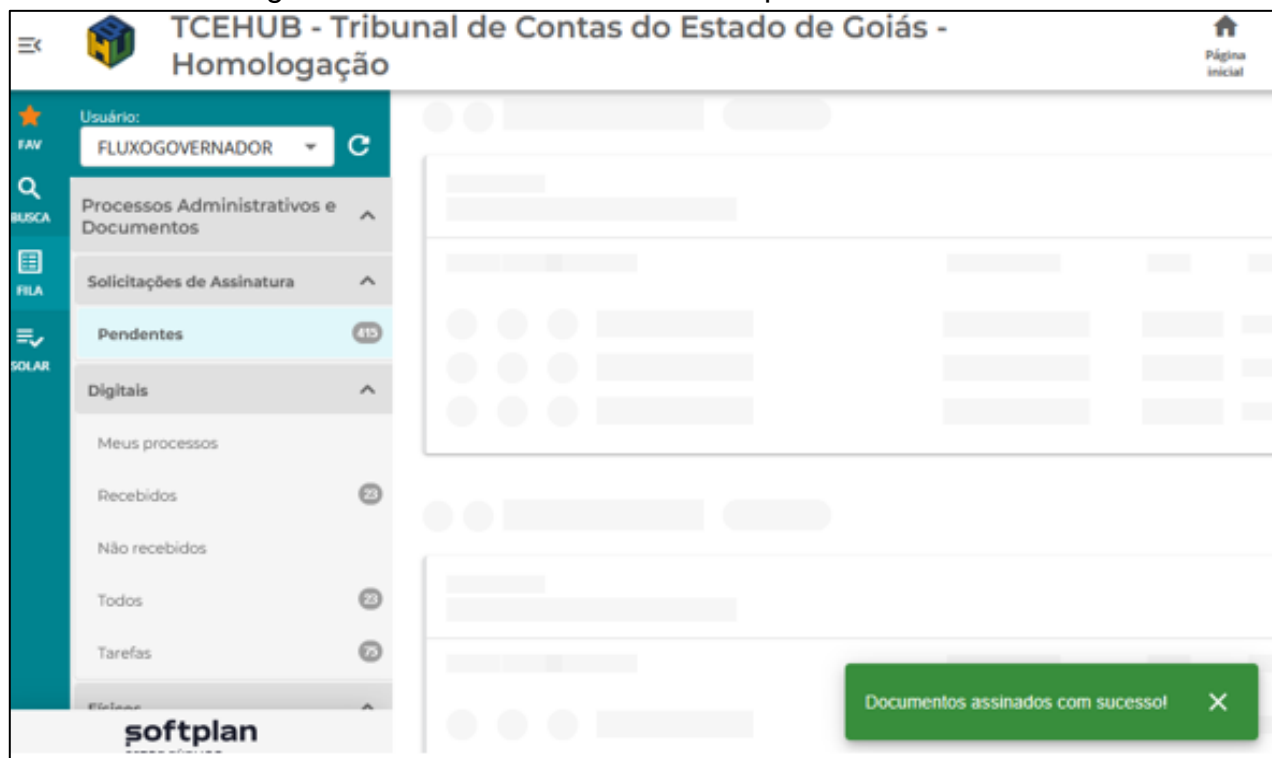 TCEHUB - Tribunal de Contas do Estado de Goiás -
Homologação
Página
inicial
FAV
BUSCA
FILA
SOLAR
Usuário:
FLUXOGOVERNADOR
Processos Administrativos e
Documentos
Solicitações de Assinatura
Pendentes 415
Digitais
Meus processos
Recebidos 23
Não recebidos
Todos 23
Tarefas 75
Físicos
softplan
Documentos assinados com sucesso!